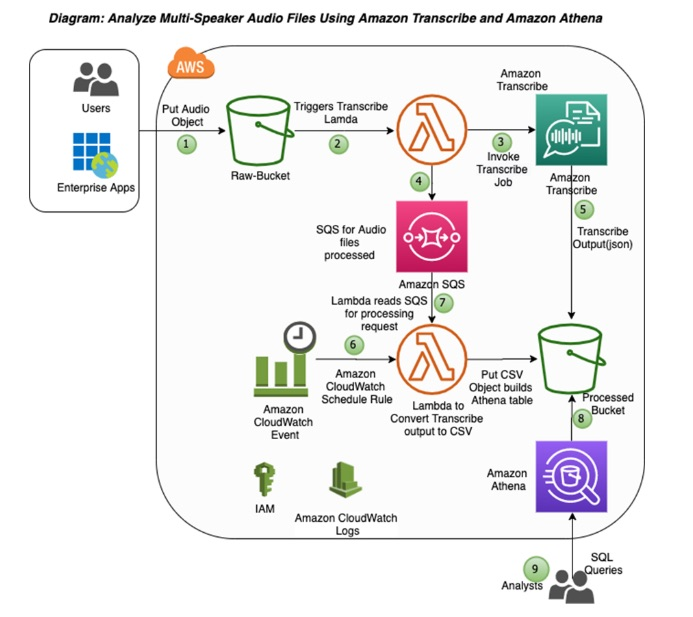 Diagram: Analyze Multi-Speaker Audio Files Using Amazon Transcribe and Amazon Athena
AWS
Users
Enterprise Apps
Put Audio
Object
1
Raw-Bucket
Triggers Transcribe
Lamda
2
3
Invoke
Transcribe
Job
Amazon
Transcribe
Amazon
Transcribe
4
SQS for Audio
files
processed
Amazon SQS
5
Transcribe
Output(json)
Lambda reads SQS
for processing
request
7
6
Amazon
CloudWatch
Schedule Rule
Amazon
CloudWatch
Event
Lambda to
Convert Transcribe
output to CSV
Put CSV
Object builds
Athena table
Processed
Bucket
8
Amazon
Athena
IAM
Amazon CloudWatch
Logs
9
Analysts
SQL
Queries